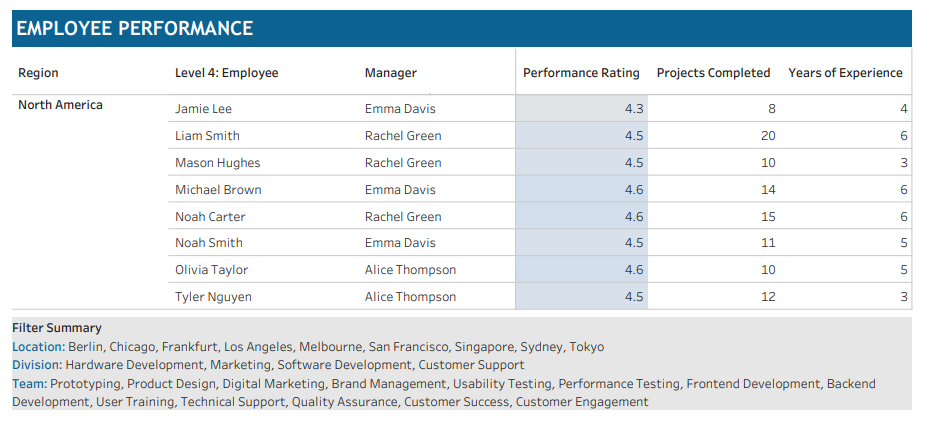 EMPLOYEE PERFORMANCE
Region Level 4: Employee Manager Performance Rating Projects Completed Years of Experience
North America Jamie Lee Emma Davis 4.3 8 4
Liam Smith Rachel Green 4.5 20 6
Mason Hughes Rachel Green 4.5 10 3
Michael Brown Emma Davis 4.6 14 6
Noah Carter Rachel Green 4.6 15 6
Noah Smith Emma Davis 4.5 11 5
Olivia Taylor Alice Thompson 4.6 10 5
Tyler Nguyen Alice Thompson 4.5 12 3
Filter Summary
Location: Berlin, Chicago, Frankfurt, Los Angeles, Melbourne, San Francisco, Singapore, Sydney, Tokyo
Division: Hardware Development, Marketing, Software Development, Customer Support
Team: Prototyping, Product Design, Digital Marketing, Brand Management, Usability Testing, Performance Testing, Frontend Development, Backend
Development, User Training, Technical Support, Quality Assurance, Customer Success, Customer Engagement